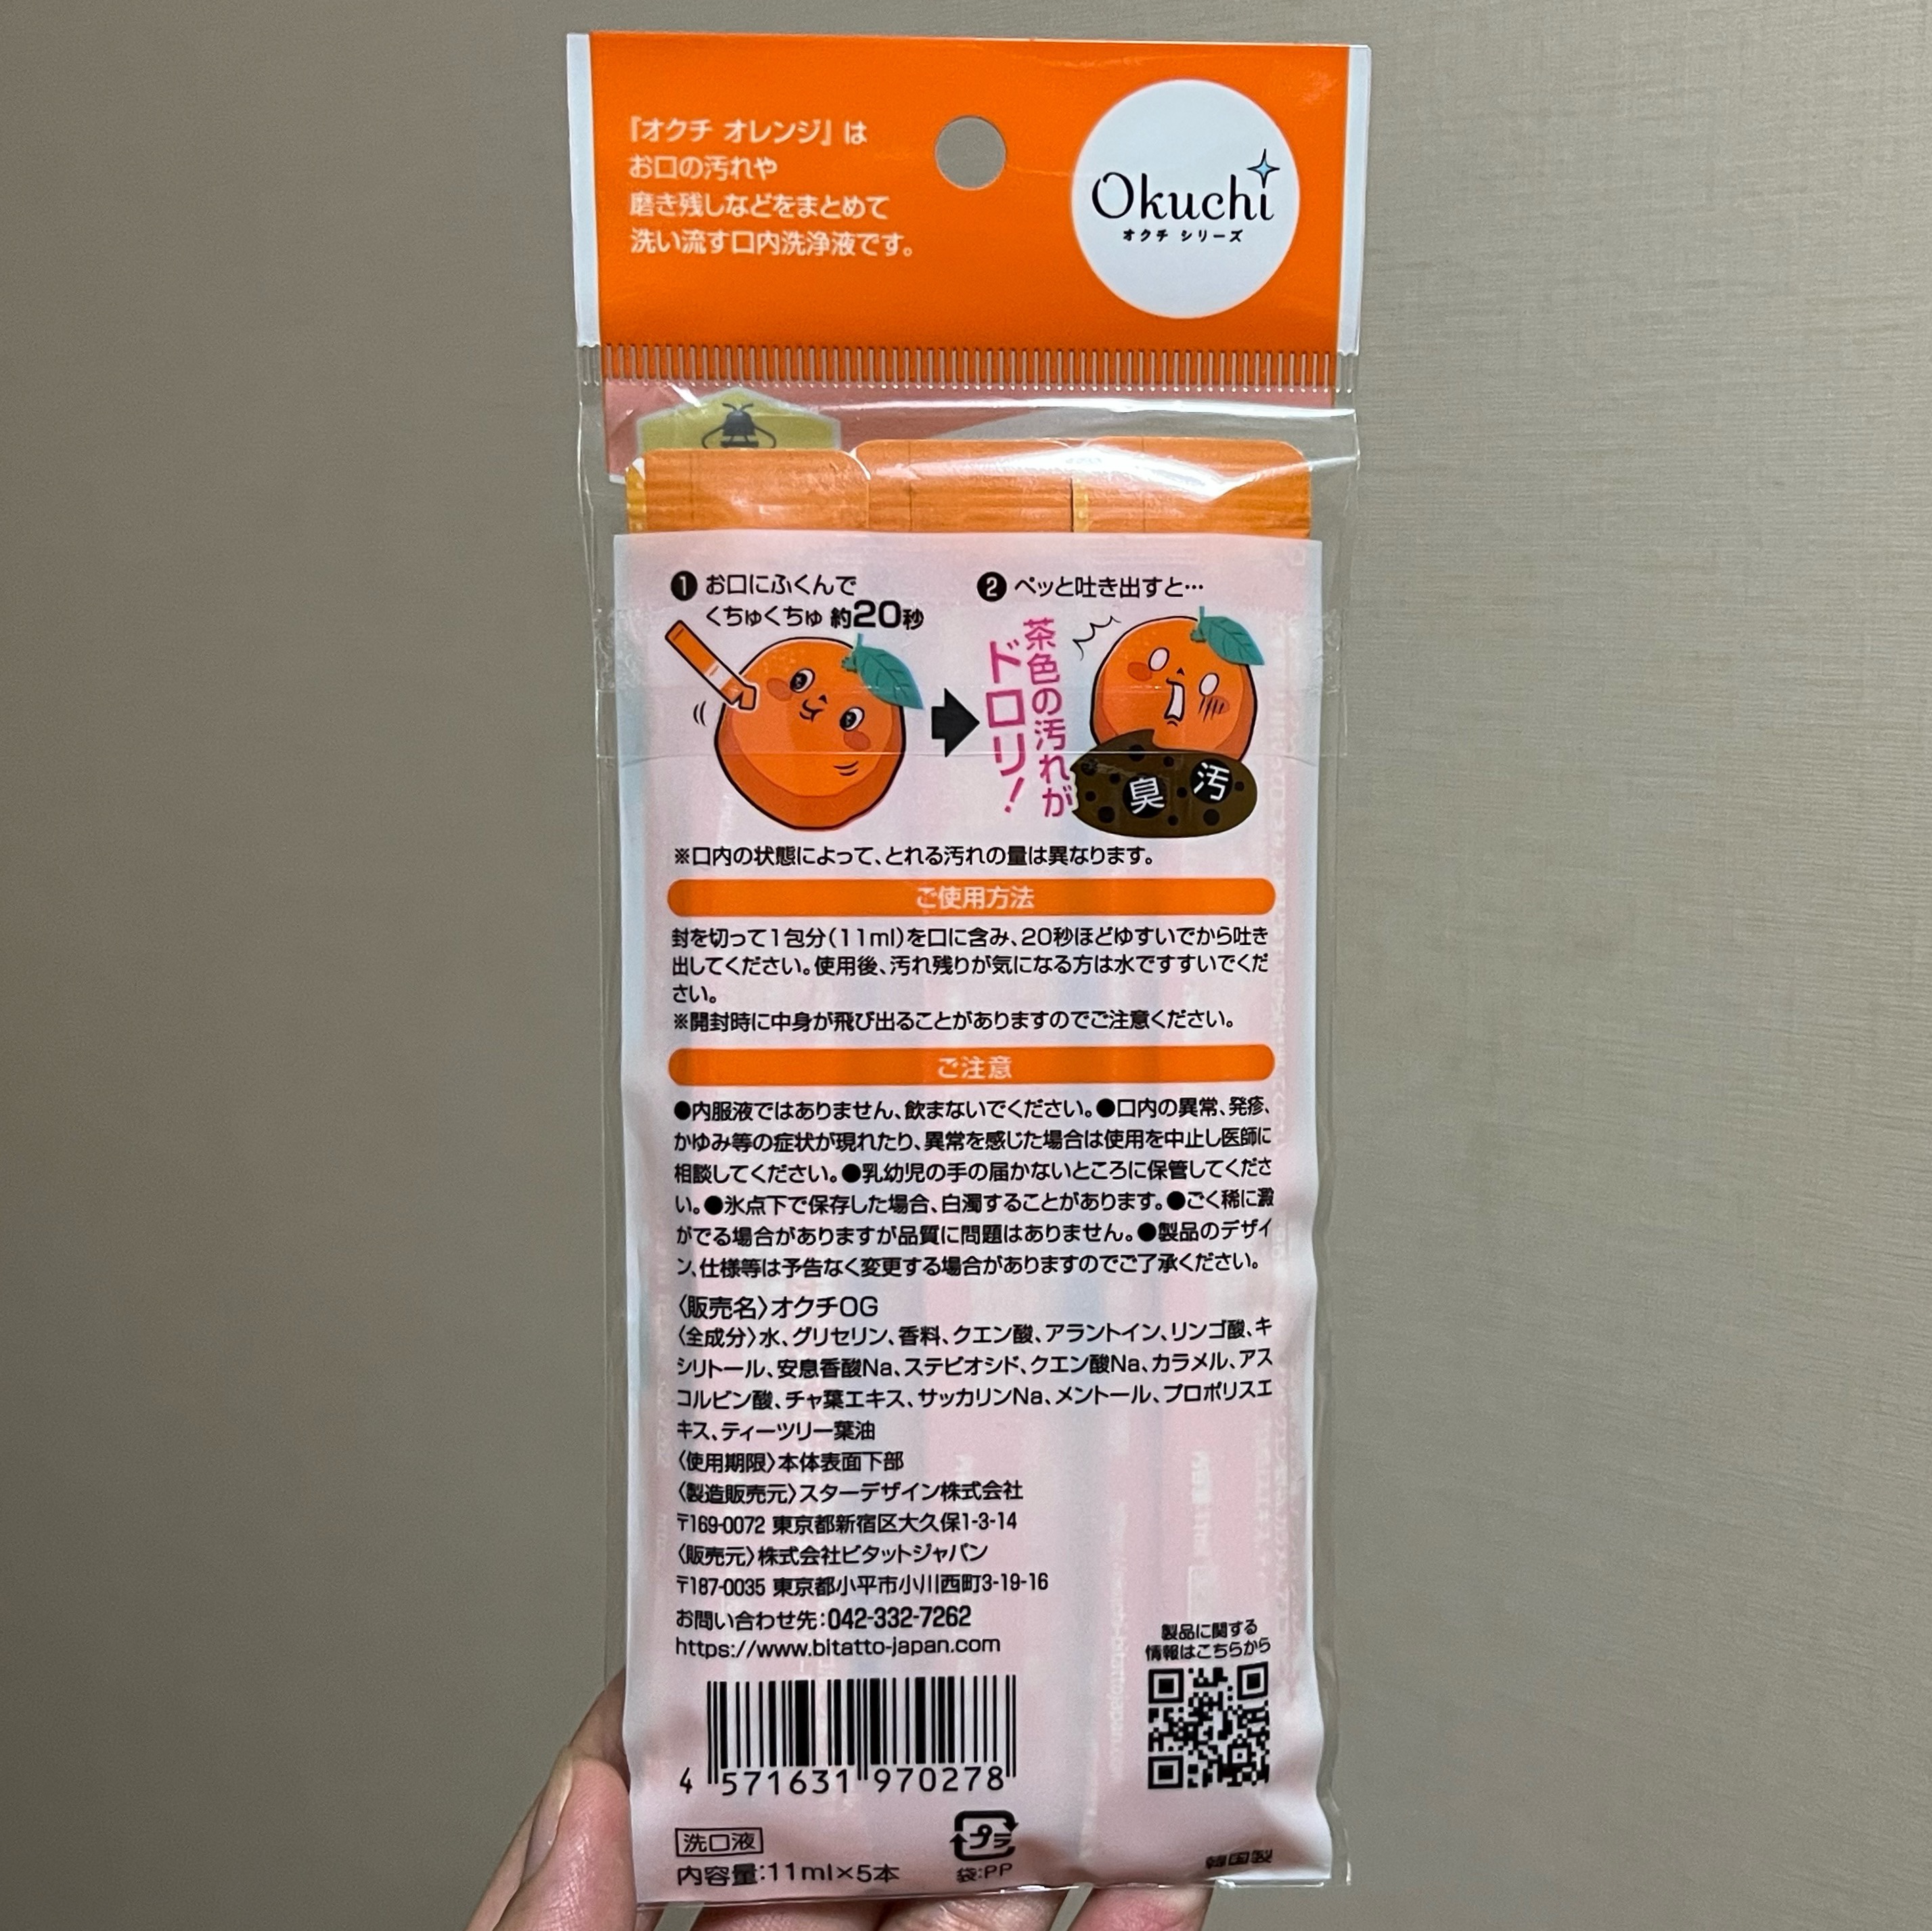 『オクチ オレンジ』は
お口の汚れや
磨き残しなどをまとめて
洗い流す口内洗浄液です。
Okuchi
オクチ シリーズ
1 お口にふくんで
くちゅくちゅ 約20秒
2 ペッと吐き出すと…
茶色の汚れが
ドロリ!
臭 汚
※口内の状態によって、とれる汚れの量は異なります。
ご使用方法
封を切って1包分(11ml)を口に含み、20秒ほどゆすいでから吐き
出してください。使用後、汚れ残りが気になる方は水ですすいでくだ
さい。
※開封時に中身が飛び出ることがありますのでご注意ください。
ご注意
●内服液ではありません、飲まないでください。●口内の異常、発疹、
かゆみ等の症状が現れたり、異常を感じた場合は使用を中止し医師に
相談してください。●乳幼児の手の届かないところに保管してくださ
い。●氷点下で保存した場合、白濁することがあります。●ごく稀に澱
がでる場合がありますが品質に問題はありません。●製品のデザイ
ン、仕様等は予告なく変更する場合がありますのでご了承ください。
〈販売名〉オクチOG
〈全成分〉水、グリセリン、香料、クエン酸、アラントイン、リンゴ酸、キ
シリトール、安息香酸Na、ステビオシド、クエン酸Na、カラメル、アス
コルビン酸、チャ葉エキス、サッカリンNa、メントール、プロポリスエ
キス、ティーツリー葉油
〈使用期限〉本体表面下部
〈製造販売元〉スターデザイン株式会社
〒169-0072 東京都新宿区大久保1-3-14
〈販売元〉株式会社ビタットジャパン
〒187-0035 東京都小平市小川西町3-19-16
お問い合わせ先:042-332-7262
https://www.bitatto-japan.com
製品に関する
情報はこちらから
4 571631 970278
洗口液
内容量:11ml×5本
プラ
袋:PP
韓国製